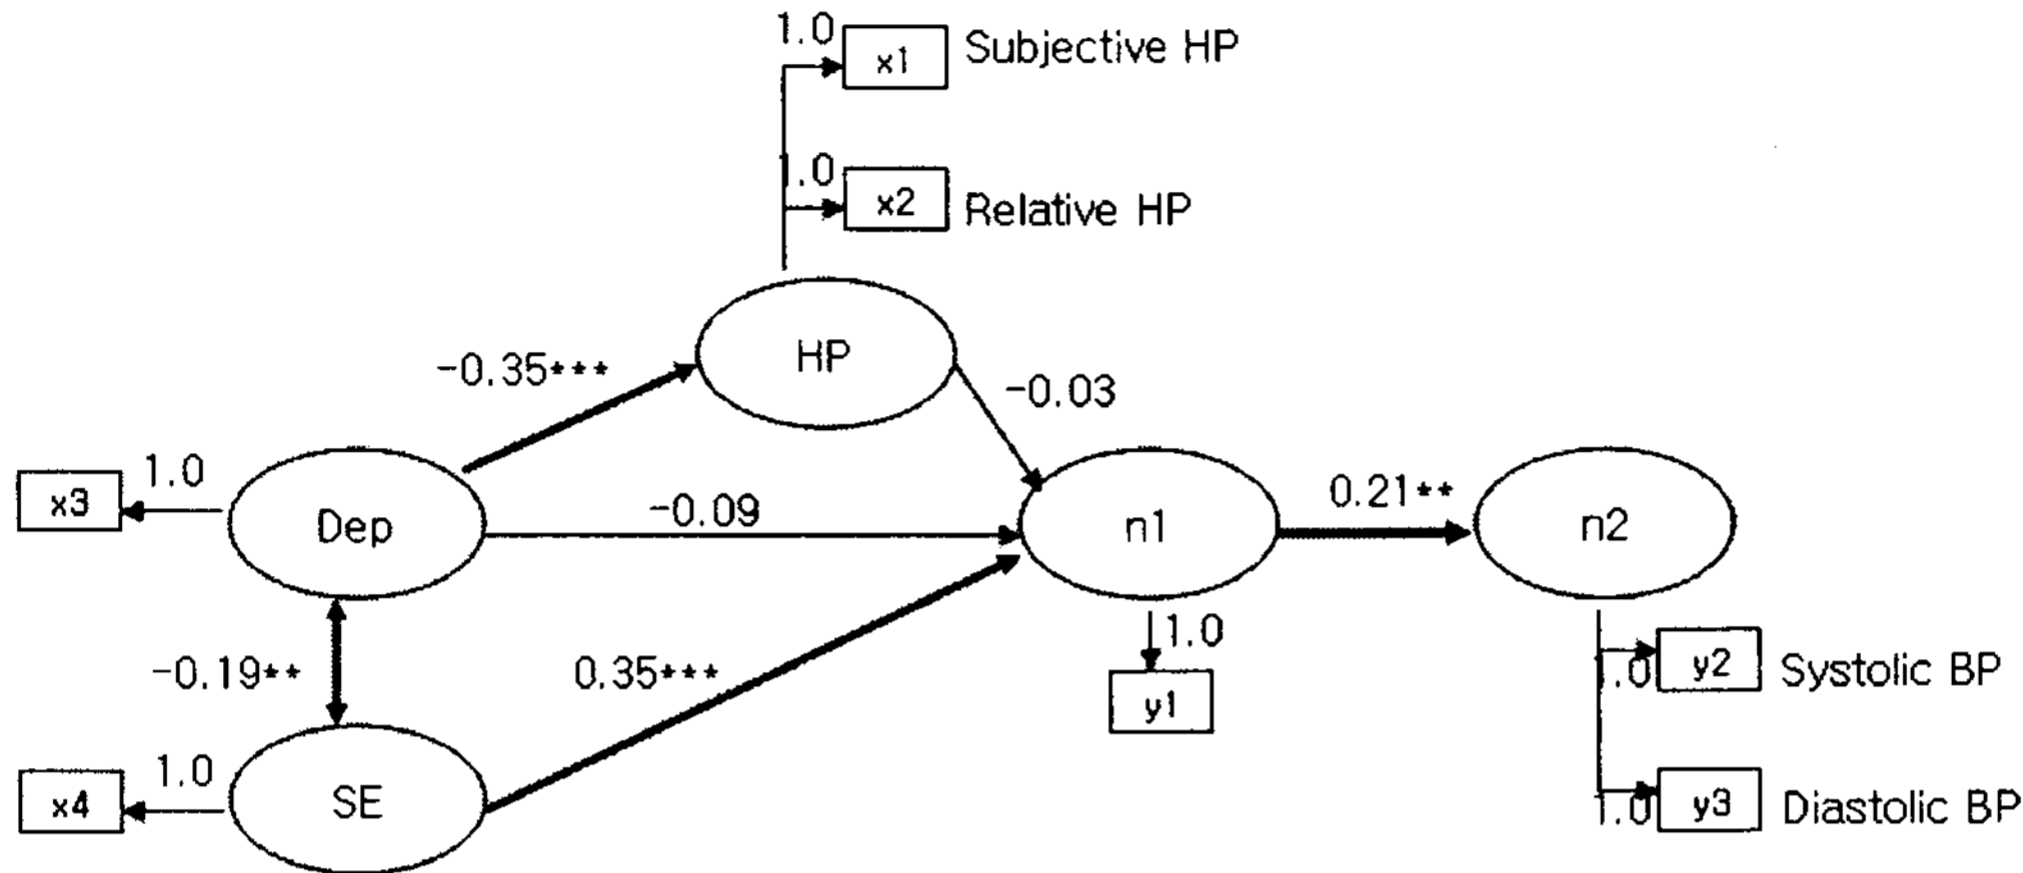 1.0
x1 Subjective HP
1.0
x2 Relative HP
HP
-0.35***
-0.03
x3
1.0
Dep
-0.09
n1
0.21**
n2
-0.19**
0.35***
1.0
y1
1.0
y2 Systolic BP
x4
1.0
SE
1.0
y3 Diastolic BP